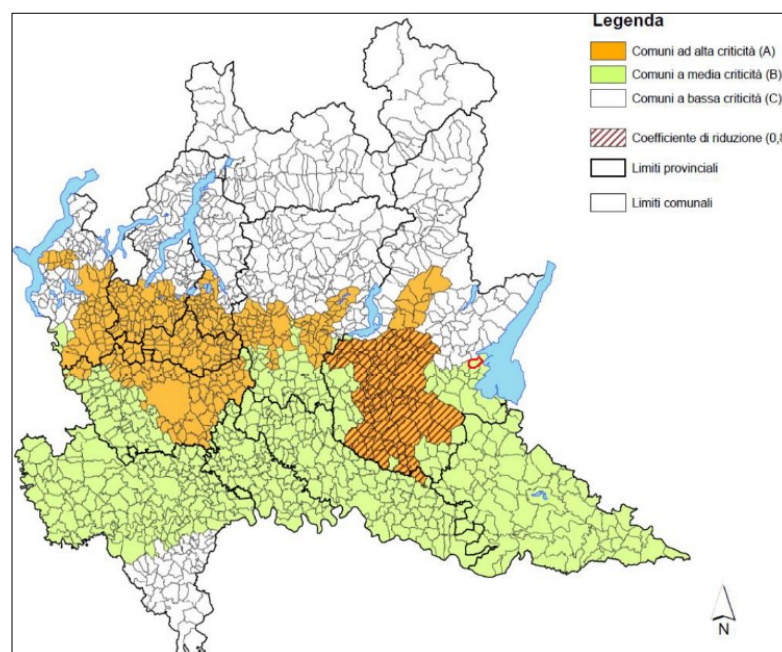 Legenda
Comuni ad alta criticità (A)
Comuni a media criticità (B)
Comuni a bassa criticità (C)
Coefficiente di riduzione (0,8
Limiti provinciali
Limiti comunali
N